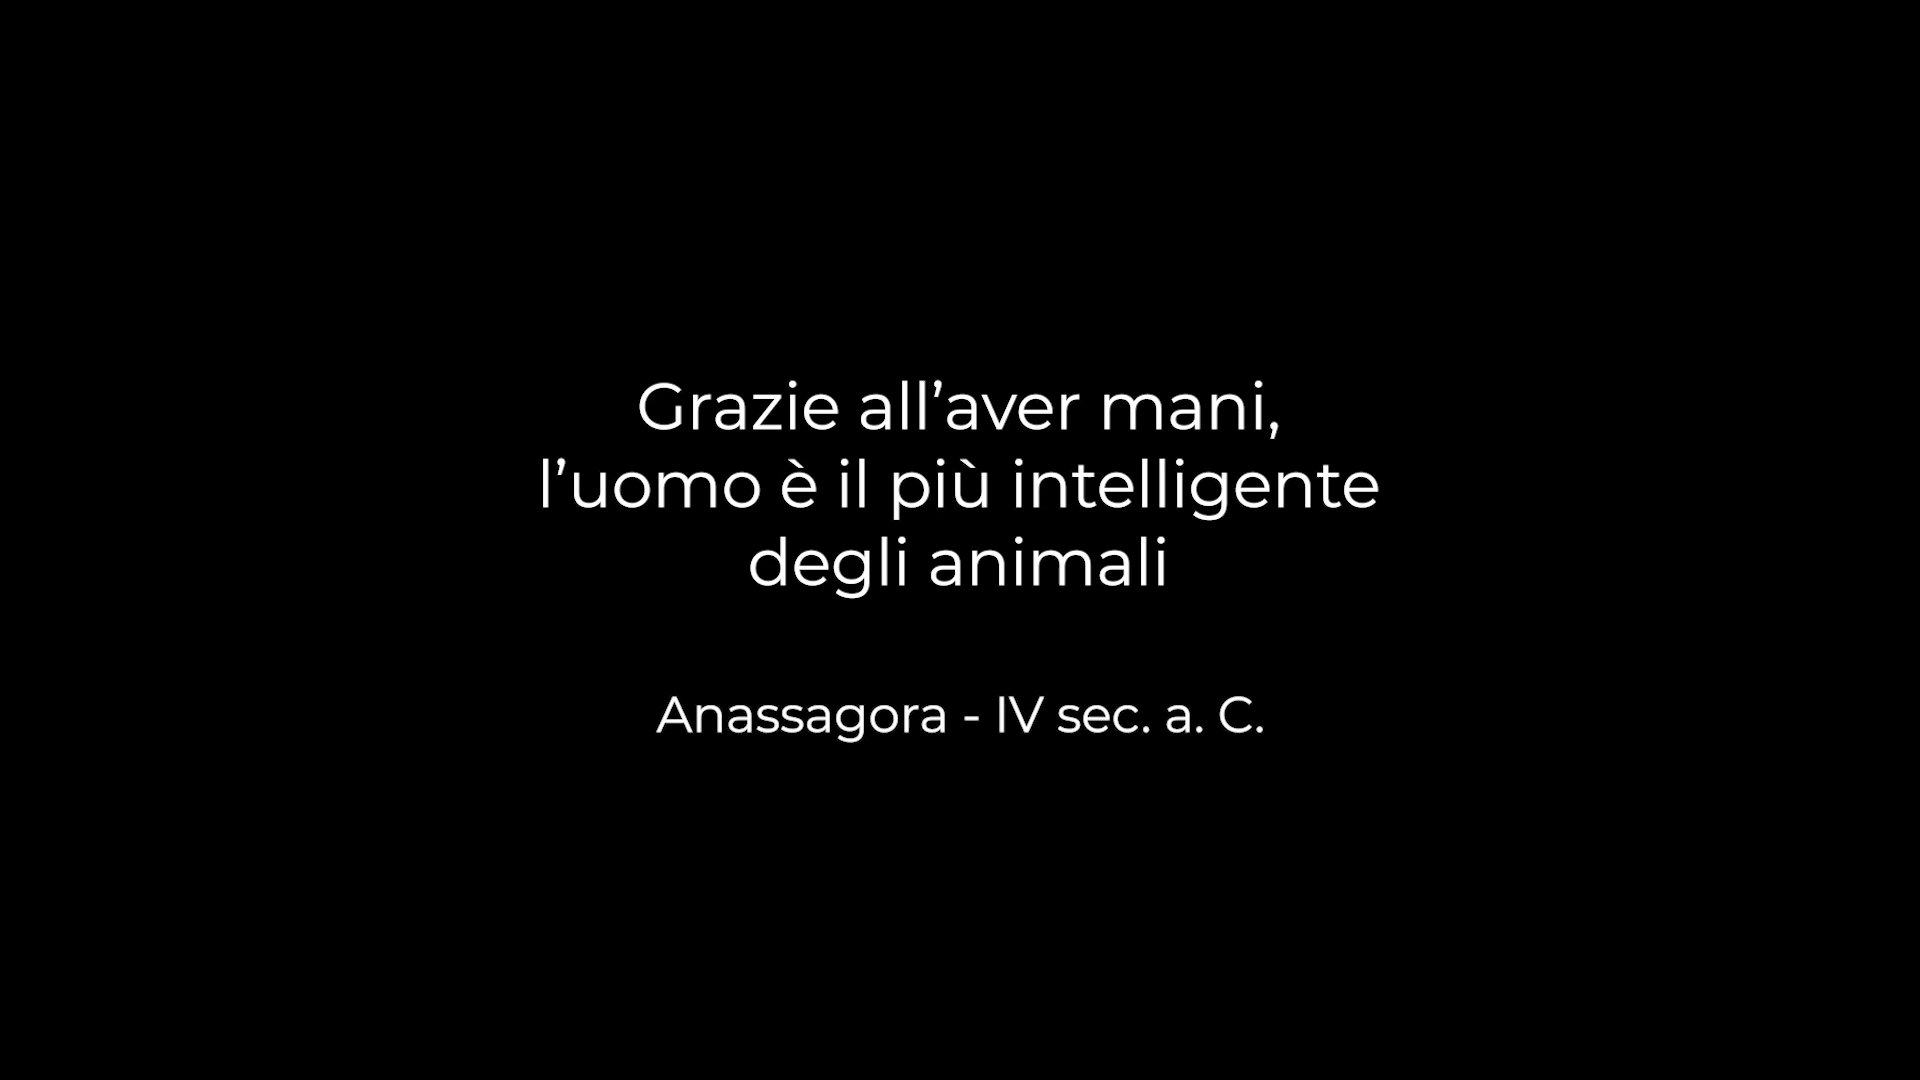 Grazie all’aver mani,
l’uomo è il più intelligente
degli animali
Anassagora - IV sec. a. C.